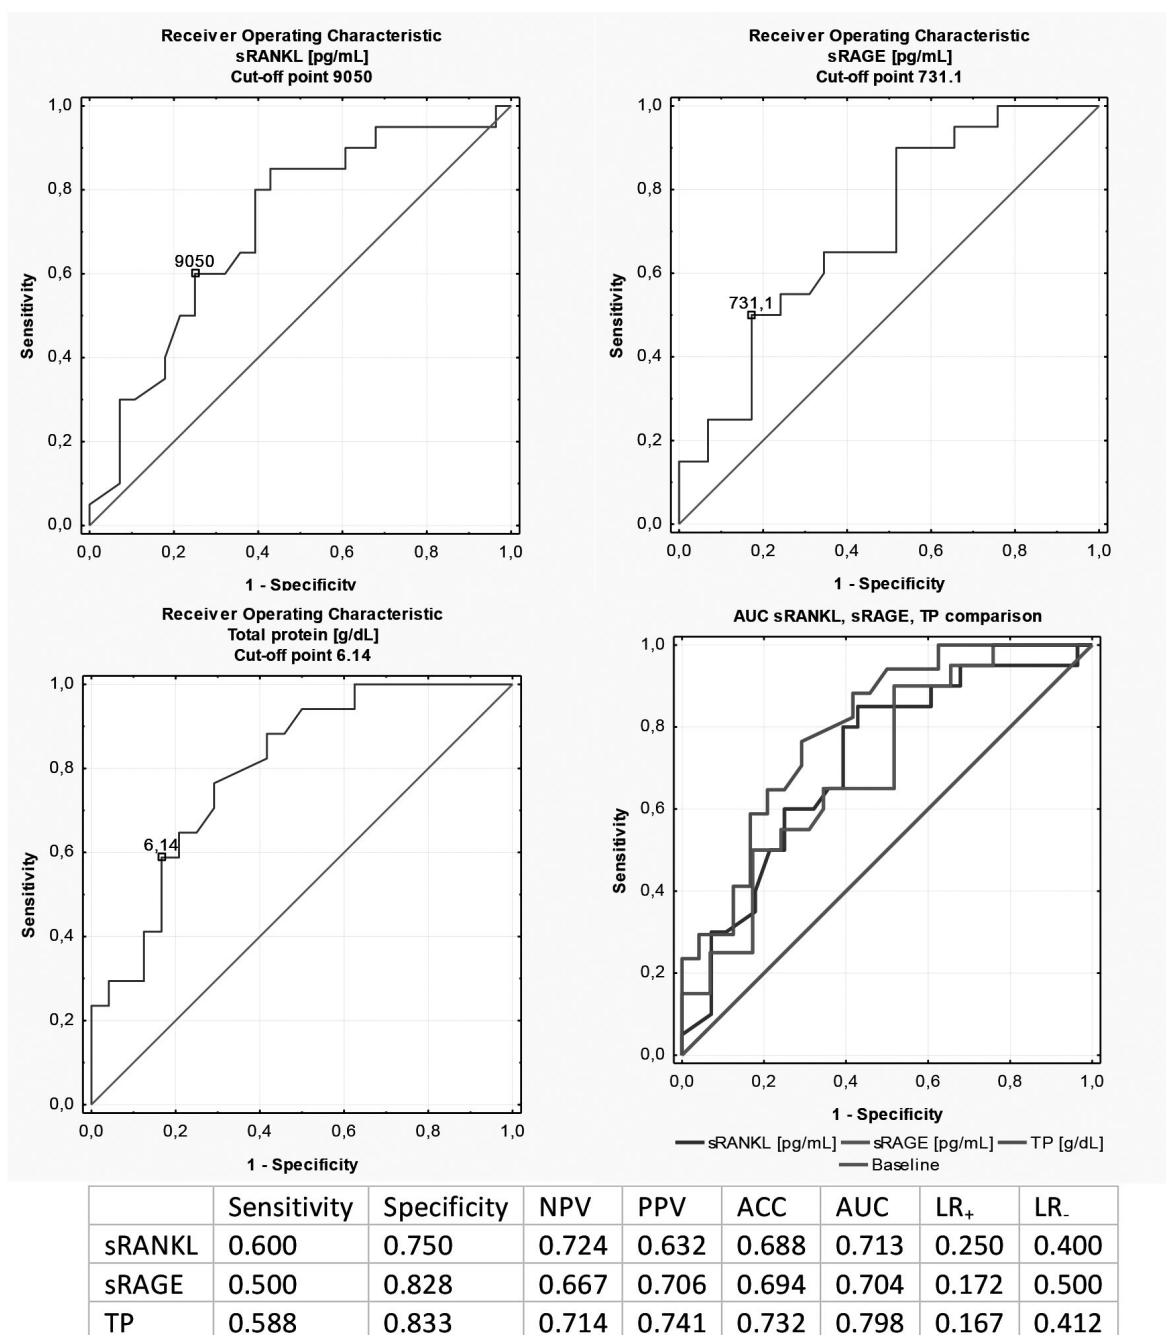 Receiver Operating Characteristic
sRANKL [pg/mL]
Cut-off point 9050
1,0
0,8
0,6
0,4
0,2
0,0
9050
Sensitivity
0,0 0,2 0,4 0,6 0,8 1,0
1 - Specificity
Receiver Operating Characteristic
sRAGE [pg/mL]
Cut-off point 731.1
1,0
0,8
0,6
0,4
0,2
0,0
731,1
Sensitivity
0,0 0,2 0,4 0,6 0,8 1,0
1 - Specificity
Receiver Operating Characteristic
Total protein [g/dL]
Cut-off point 6.14
1,0
0,8
0,6
0,4
0,2
0,0
6,14
Sensitivity
0,0 0,2 0,4 0,6 0,8 1,0
1 - Specificity
AUC sRANKL, sRAGE, TP comparison
1,0
0,8
0,6
0,4
0,2
0,0
Sensitivity
0,0 0,2 0,4 0,6 0,8 1,0
1 - Specificity
sRANKL [pg/mL] sRAGE [pg/mL] TP [g/dL]
Baseline
Sensitivity Specificity NPV PPV ACC AUC LR+ LR-
sRANKL 0.600 0.750 0.724 0.632 0.688 0.713 0.250 0.400
sRAGE 0.500 0.828 0.667 0.706 0.694 0.704 0.172 0.500
TP 0.588 0.833 0.714 0.741 0.732 0.798 0.167 0.412